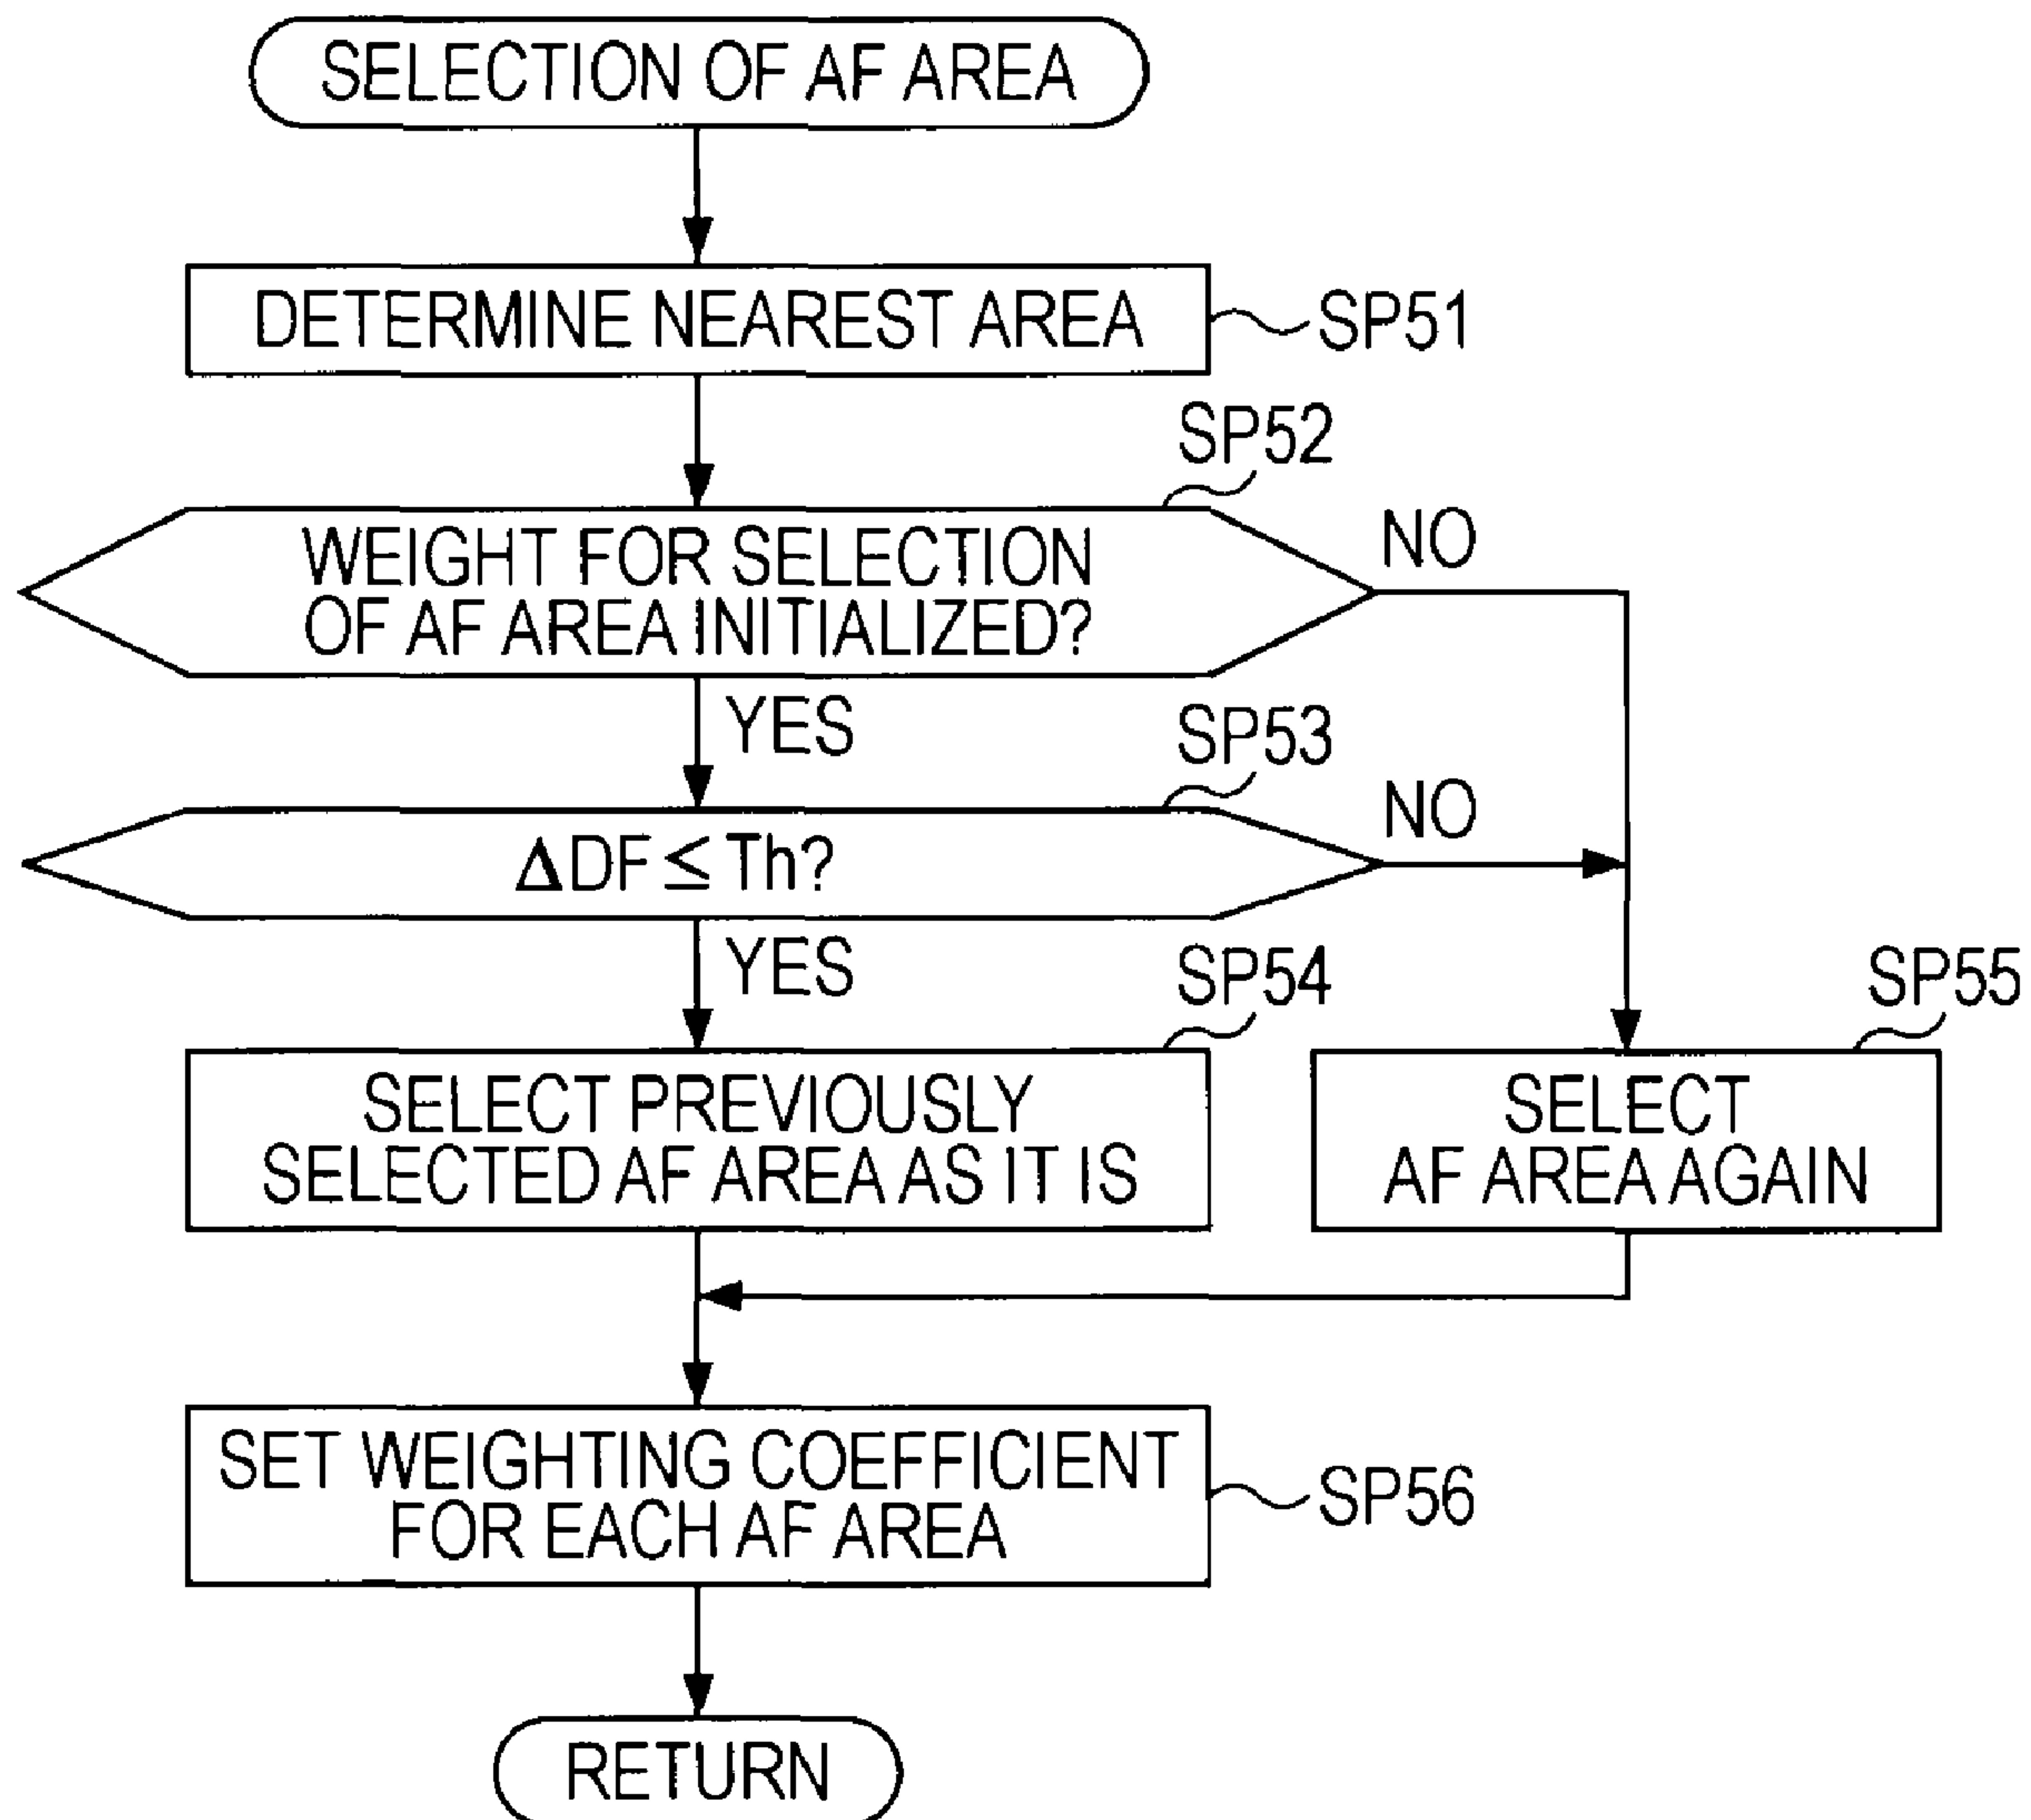 SELECTION OF AF AREA
DETERMINE NEAREST AREA
SP51
SP52
WEIGHT FOR SELECTION
OF AF AREA INITIALIZED?
NO
YES
SP53
ΔDF ≤ Th?
NO
YES
SP54
SELECT PREVIOUSLY
SELECTED AF AREA AS IT IS
SP55
SELECT
AF AREA AGAIN
SET WEIGHTING COEFFICIENT
FOR EACH AF AREA
SP56
RETURN